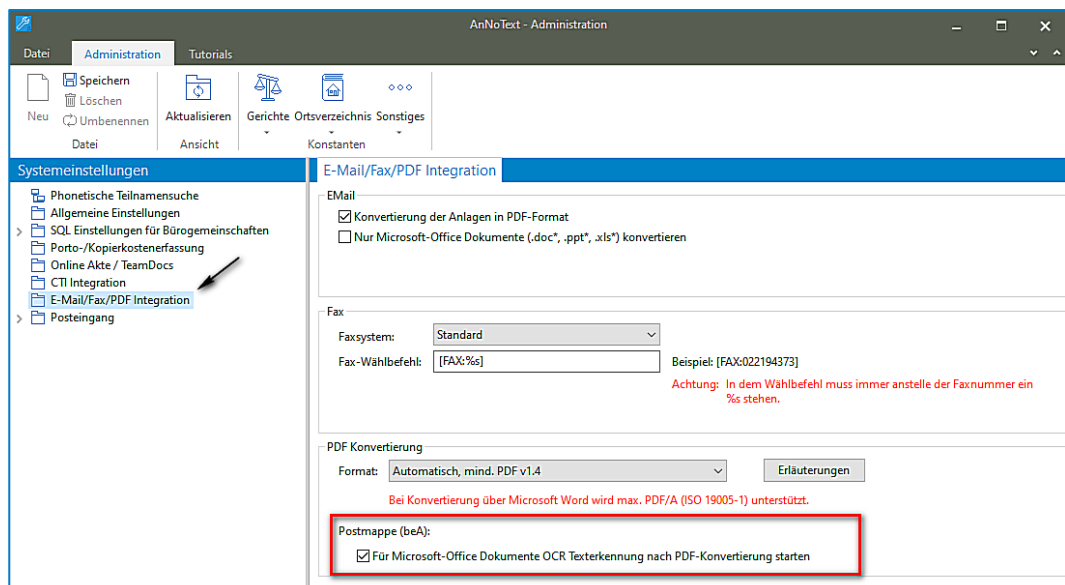 AnNoText - Administration
Datei Administration Tutorials
Neu
Speichern
Löschen
Umbenennen
Datei
Aktualisieren
Ansicht
Gerichte Ortsverzeichnis Sonstiges
Konstanten
Systemeinstellungen
Phonetische Teilnamensuche
Allgemeine Einstellungen
SQL Einstellungen für Bürogemeinschaften
Porto-/Kopierkostenerfassung
Online Akte / TeamDocs
CTI Integration
E-Mail/Fax/PDF Integration
Posteingang
E-Mail/Fax/PDF Integration
EMail
Konvertierung der Anlagen in PDF-Format
Nur Microsoft-Office Dokumente (.doc*, .ppt*, .xls*) konvertieren
Fax
Faxsystem: Standard
Fax-Wählbefehl: [FAX:%s] Beispiel: [FAX:022194373]
Achtung: In dem Wählbefehl muss immer anstelle der Faxnummer ein
%s stehen.
PDF Konvertierung
Format: Automatisch, mind. PDF v1.4 Erläuterungen
Bei Konvertierung über Microsoft Word wird max. PDF/A (ISO 19005-1) unterstützt.
Postmappe (beA):
Für Microsoft-Office Dokumente OCR Texterkennung nach PDF-Konvertierung starten